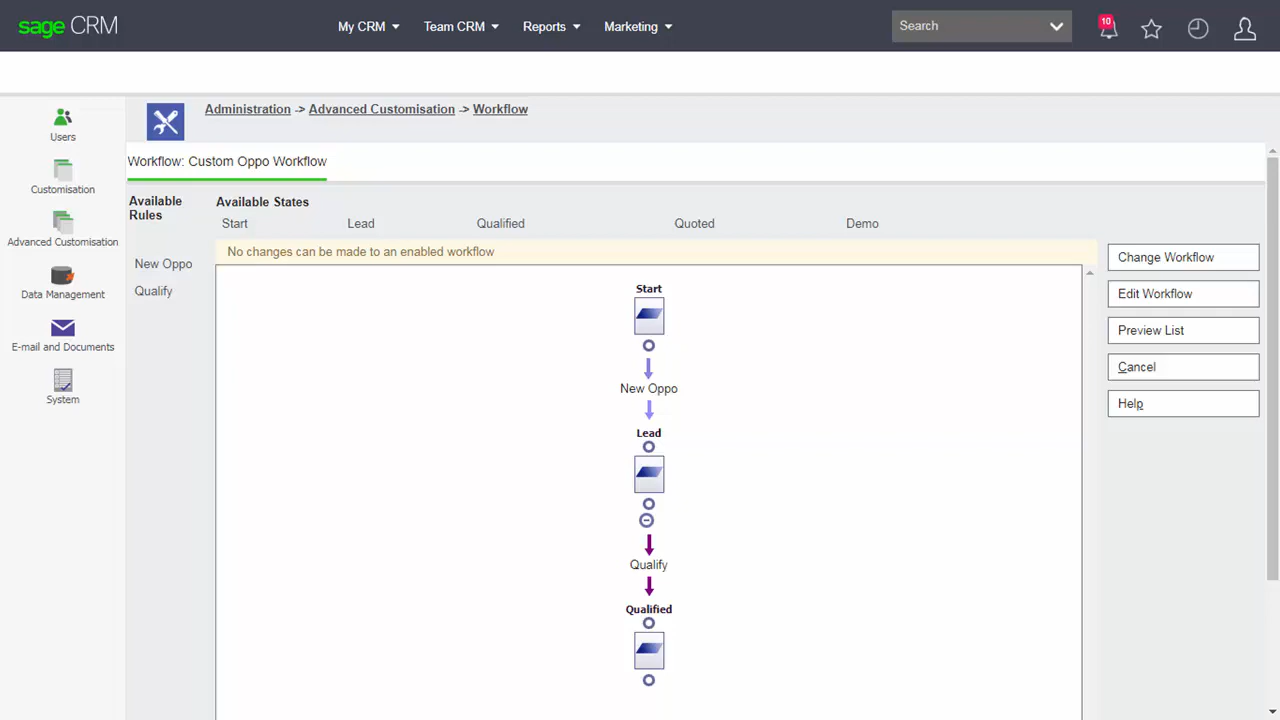 sage CRM
My CRM
Team CRM
Reports
Marketing
Search
10
Users
Customisation
Advanced Customisation
Data Management
E-mail and Documents
System
Administration -> Advanced Customisation -> Workflow
Workflow: Custom Oppo Workflow
Available
Rules
New Oppo
Qualify
Available States
Start Lead Qualified Quoted Demo
No changes can be made to an enabled workflow
Start
New Oppo
Lead
Qualify
Qualified
Change Workflow
Edit Workflow
Preview List
Cancel
Help